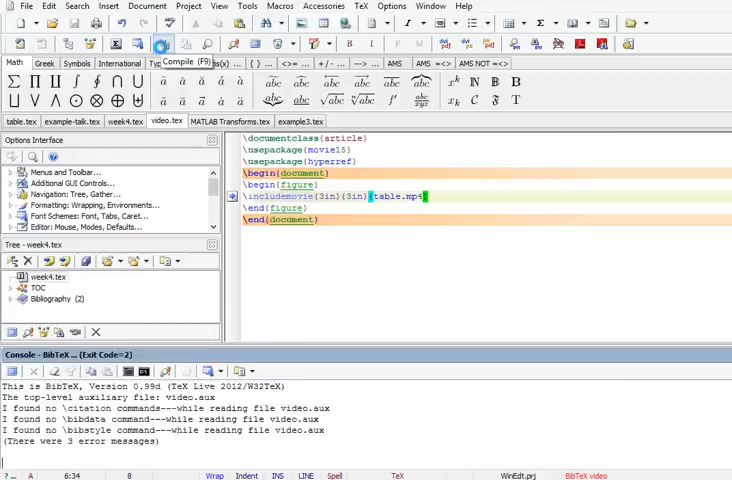 File Edit Search Insert Document Project View Tools Macros Accessories TeX Options Window Help
Compile (F9)
Math Greek Symbols International {} <>= +/- ---> AMS AMS =<> AMS NOT =<>
table.tex example-talk.tex week4.tex video.tex MATLAB Transforms.tex example3.tex
Options Interface
Menus and Toolbar...
Additional GUI Controls...
Navigation: Tree, Gather...
Formatting: Wrapping, Environments...
Font Schemes: Font, Tabs, Caret...
Editor: Mouse, Modes, Defaults...
Tree - week4.tex
week4.tex
TOC
Bibliography (2)
\documentclass{article}
\usepackage{movie15}
\usepackage{hyperref}
\begin{document}
\begin{figure}
\includemovie{3in}{3in}{table.mp4}
\end{figure}
\end{document}
Console - BibTeX ... (Exit Code=2)
This is BibTeX, Version 0.99d (TeX Live 2012/W32TeX)
The top-level auxiliary file: video.aux
I found no \citation commands---while reading file video.aux
I found no \bibdata command---while reading file video.aux
I found no \bibstyle command---while reading file video.aux
(There were 3 error messages)
? ... A 6:34 8 Wrap Indent INS LINE Spell TeX WinEdt.prj BibTeX video